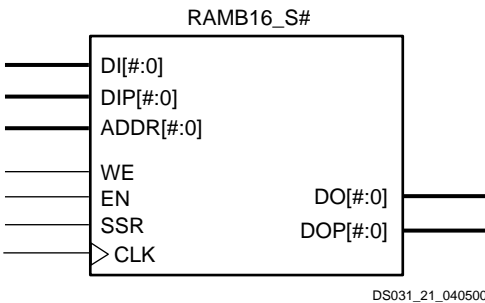 RAMB16_S#
DI[#:0]
DIP[#:0]
ADDR[#:0]
WE
EN
SSR
CLK
DO[#:0]
DOP[#:0]
DS031_21_040500